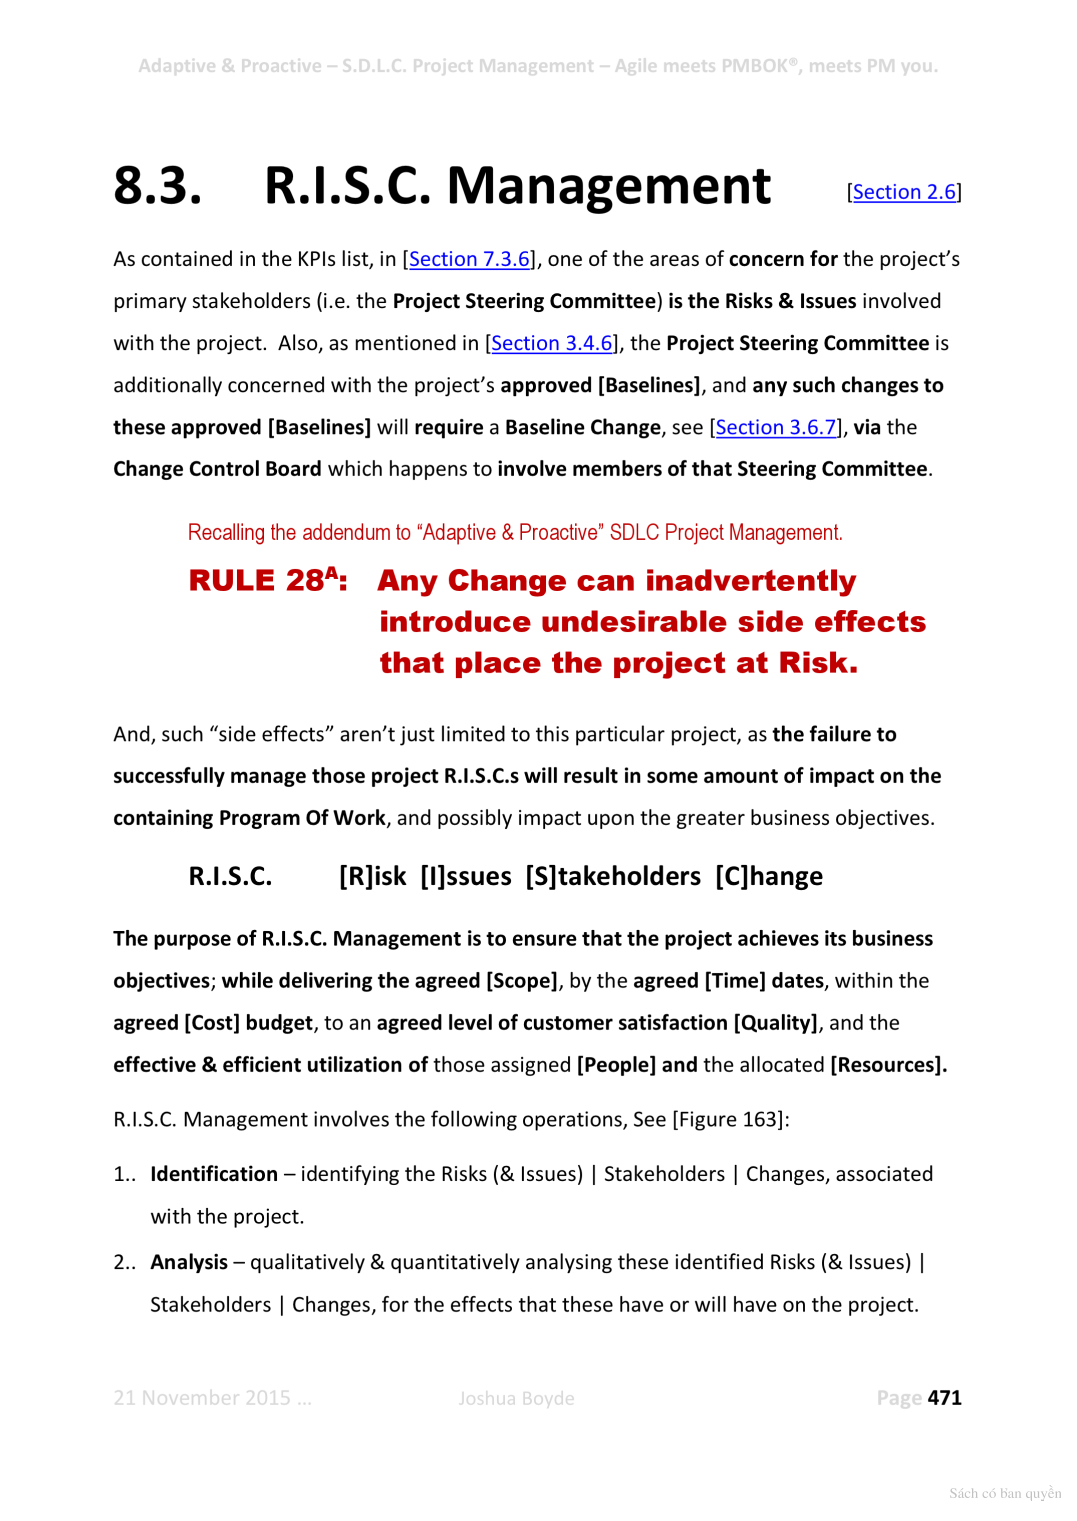 Adaptive & Proactive – S.D.L.C. Project Management – Agile meets PMBOK®, meets PM you.
8.3. R.I.S.C. Management [Section 2.6]
As contained in the KPIs list, in [Section 7.3.6], one of the areas of concern for the project’s
primary stakeholders (i.e. the Project Steering Committee) is the Risks & Issues involved
with the project. Also, as mentioned in [Section 3.4.6], the Project Steering Committee is
additionally concerned with the project’s approved [Baselines], and any such changes to
these approved [Baselines] will require a Baseline Change, see [Section 3.6.7], via the
Change Control Board which happens to involve members of that Steering Committee.
Recalling the addendum to “Adaptive & Proactive” SDLC Project Management.
RULE 28A: Any Change can inadvertently
introduce undesirable side effects
that place the project at Risk.
And, such “side effects” aren’t just limited to this particular project, as the failure to
successfully manage those project R.I.S.C.s will result in some amount of impact on the
containing Program Of Work, and possibly impact upon the greater business objectives.
R.I.S.C. [R]isk [I]ssues [S]takeholders [C]hange
The purpose of R.I.S.C. Management is to ensure that the project achieves its business
objectives; while delivering the agreed [Scope], by the agreed [Time] dates, within the
agreed [Cost] budget, to an agreed level of customer satisfaction [Quality], and the
effective & efficient utilization of those assigned [People] and the allocated [Resources].
R.I.S.C. Management involves the following operations, See [Figure 163]:
1.. Identification – identifying the Risks (& Issues) | Stakeholders | Changes, associated
with the project.
2.. Analysis – qualitatively & quantitatively analysing these identified Risks (& Issues) |
Stakeholders | Changes, for the effects that these have or will have on the project.
21 November 2015 ... Joshua Boyde Page 471
Sách có bản quyền